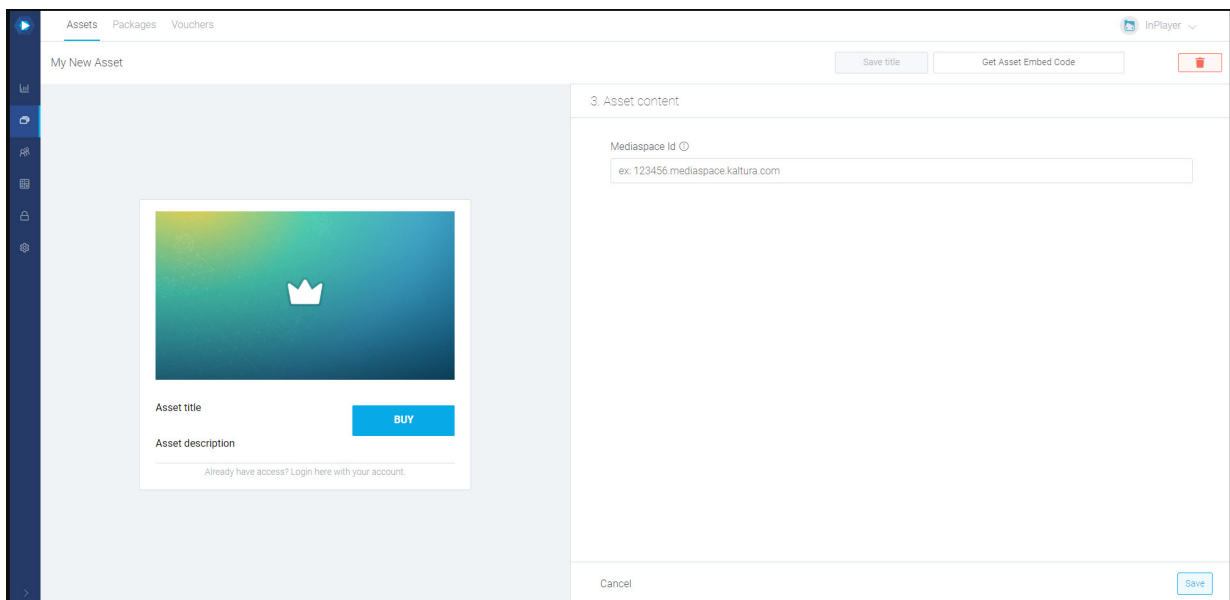 Assets Packages Vouchers
InPlayer
My New Asset
Save title
Get Asset Embed Code
3. Asset content
Mediaspace Id
ex: 123456.mediaspace.kaltura.com
Asset title
BUY
Asset description
Already have access? Login here with your account.
Cancel
Save